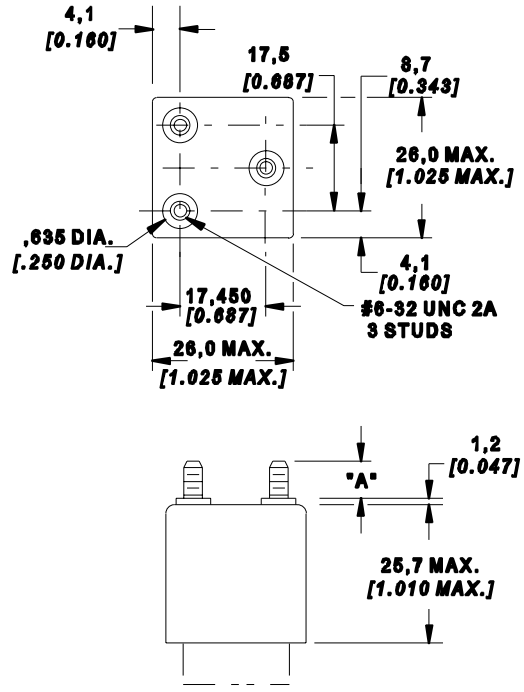 4,1
[0.160]
17,5
[0.687]
8,7
[0.343]
26,0 MAX.
[1.025 MAX.]
,635 DIA.
[.250 DIA.]
4,1
[0.160]
17,450
[0.687]
#6-32 UNC 2A
3 STUDS
26,0 MAX.
[1.025 MAX.]
1,2
[0.047]
"A"
25,7 MAX.
[1.010 MAX.]